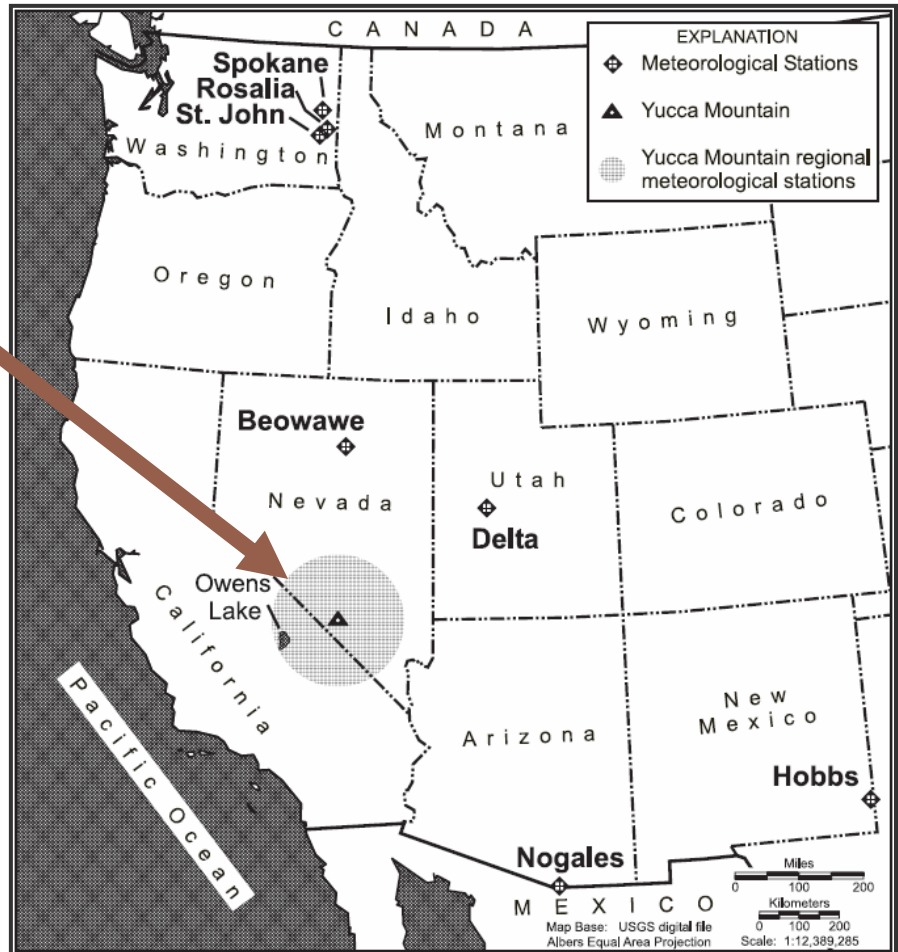 C A N A D A
EXPLANATION
Meteorological Stations
Yucca Mountain
Yucca Mountain regional
meteorological stations
Spokane
Rosalia
St. John
Washington
Montana
Oregon
Idaho
Wyoming
Beowawe
Nevada
Utah
Delta
Colorado
Owens
Lake
California
Pacific Ocean
Arizona
New
Mexico
Hobbs
Nogales
M E X I C O
Miles
0 100 200
Kilometers
0 100 200
Map Base: USGS digital file
Albers Equal Area Projection
Scale: 1:12,389,285